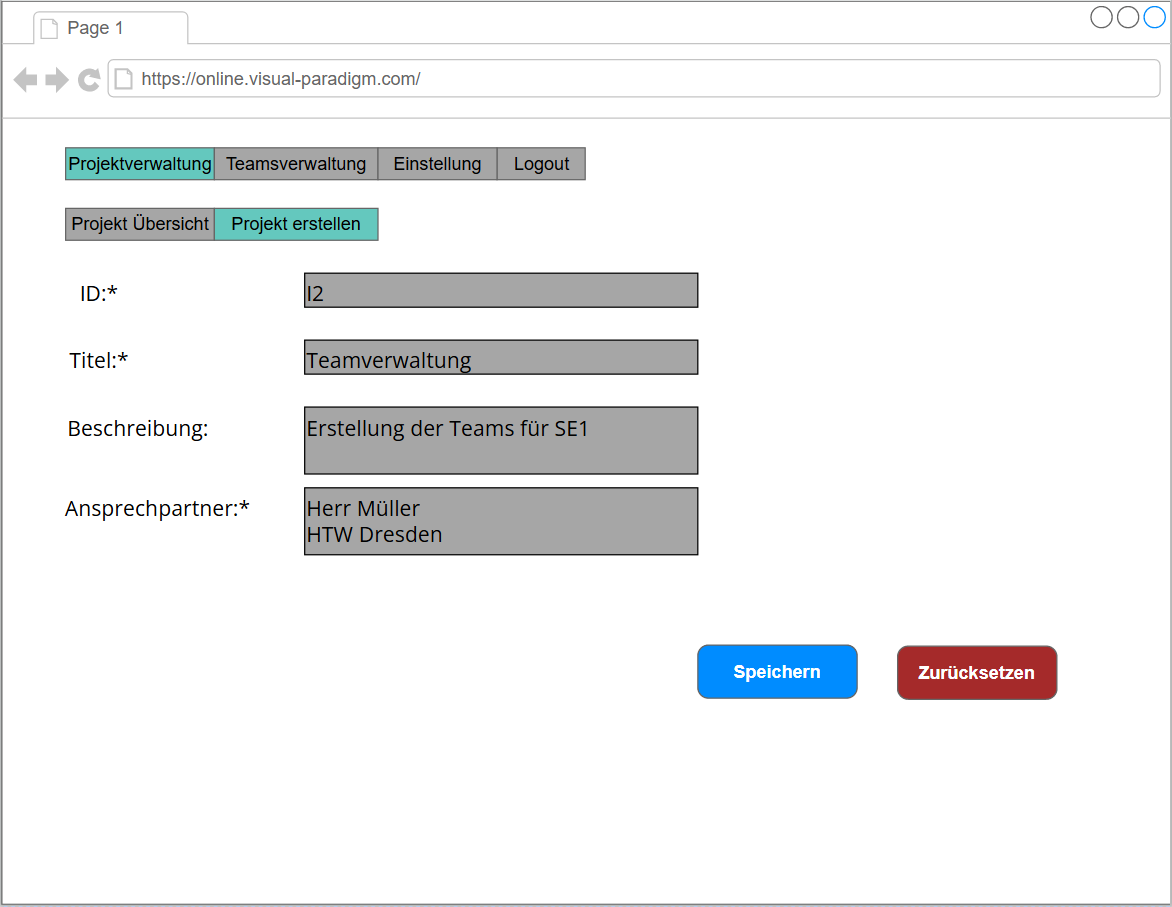 Page 1
https://online.visual-paradigm.com/
Projektverwaltung Teamsverwaltung Einstellung Logout
Projekt Übersicht Projekt erstellen
ID:* I2
Titel:* Teamverwaltung
Beschreibung: Erstellung der Teams für SE1
Ansprechpartner:* Herr Müller
HTW Dresden
Speichern Zurücksetzen